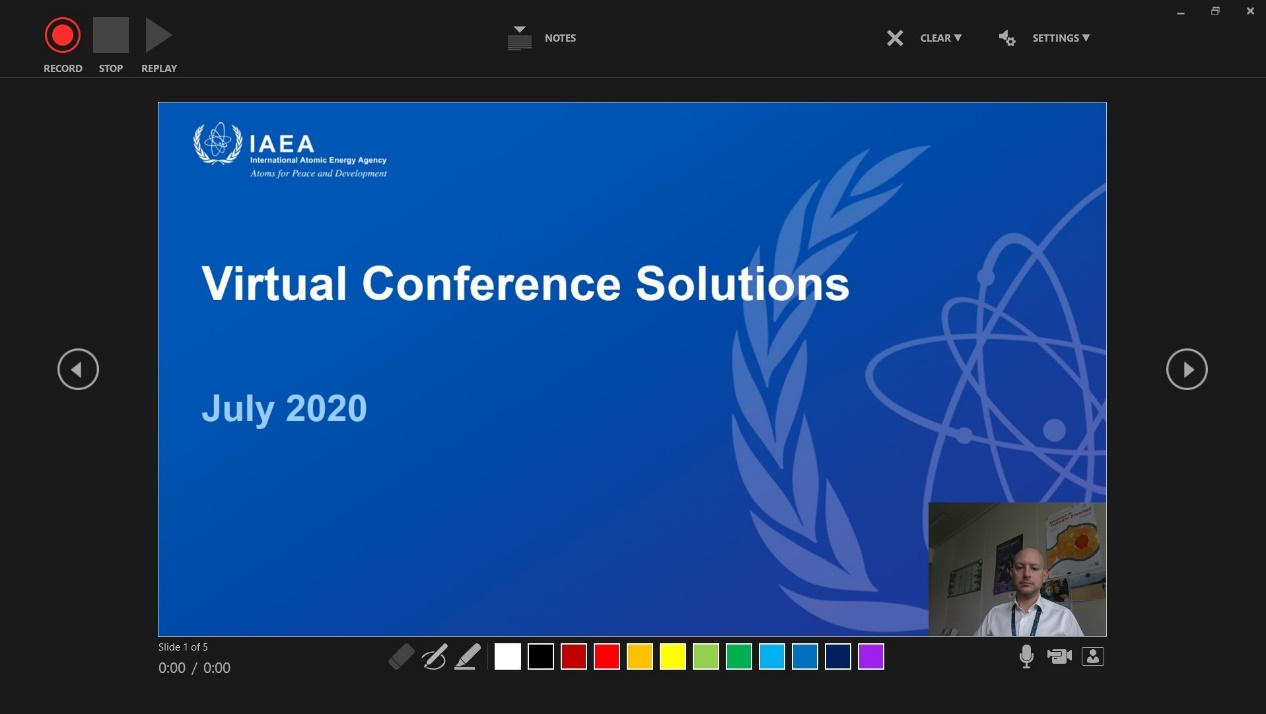 RECORD STOP REPLAY
NOTES
CLEAR
SETTINGS
IAEA
International Atomic Energy Agency
Atoms for Peace and Development
Virtual Conference Solutions
July 2020
Slide 1 of 5
0:00 / 0:00